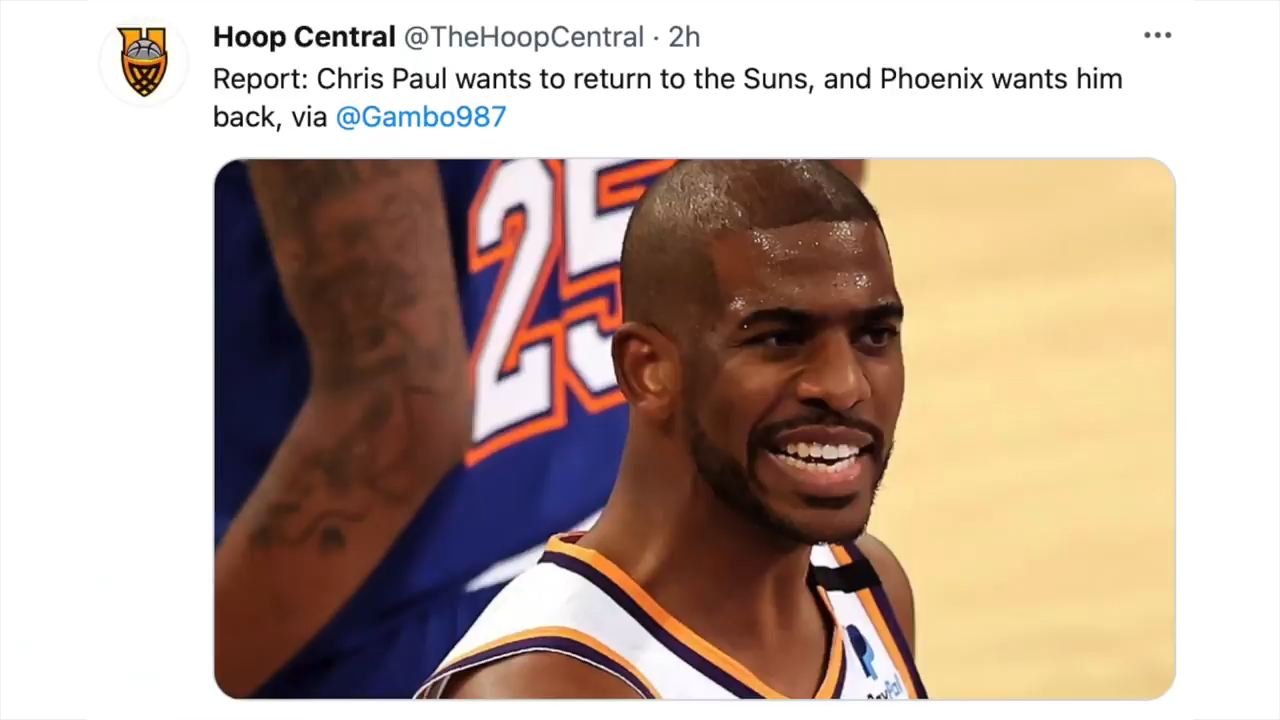 Hoop Central @TheHoopCentral · 2h
Report: Chris Paul wants to return to the Suns, and Phoenix wants him
back, via @Gambo987
25
PayPal